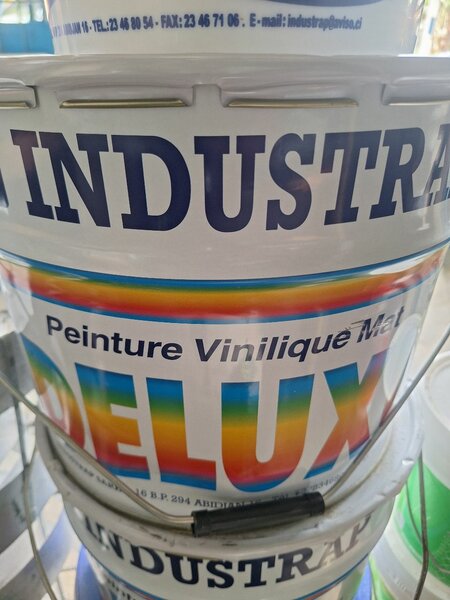 16 - TEL.:23 46 80 54 - FAX: 23 46 71 06. E-mail: industrap@aviso.ci
INDUSTRAP
Peinture Vinilique Mat
DELUX
16 B.P. 294 ABIDJAN
INDUSTRAP